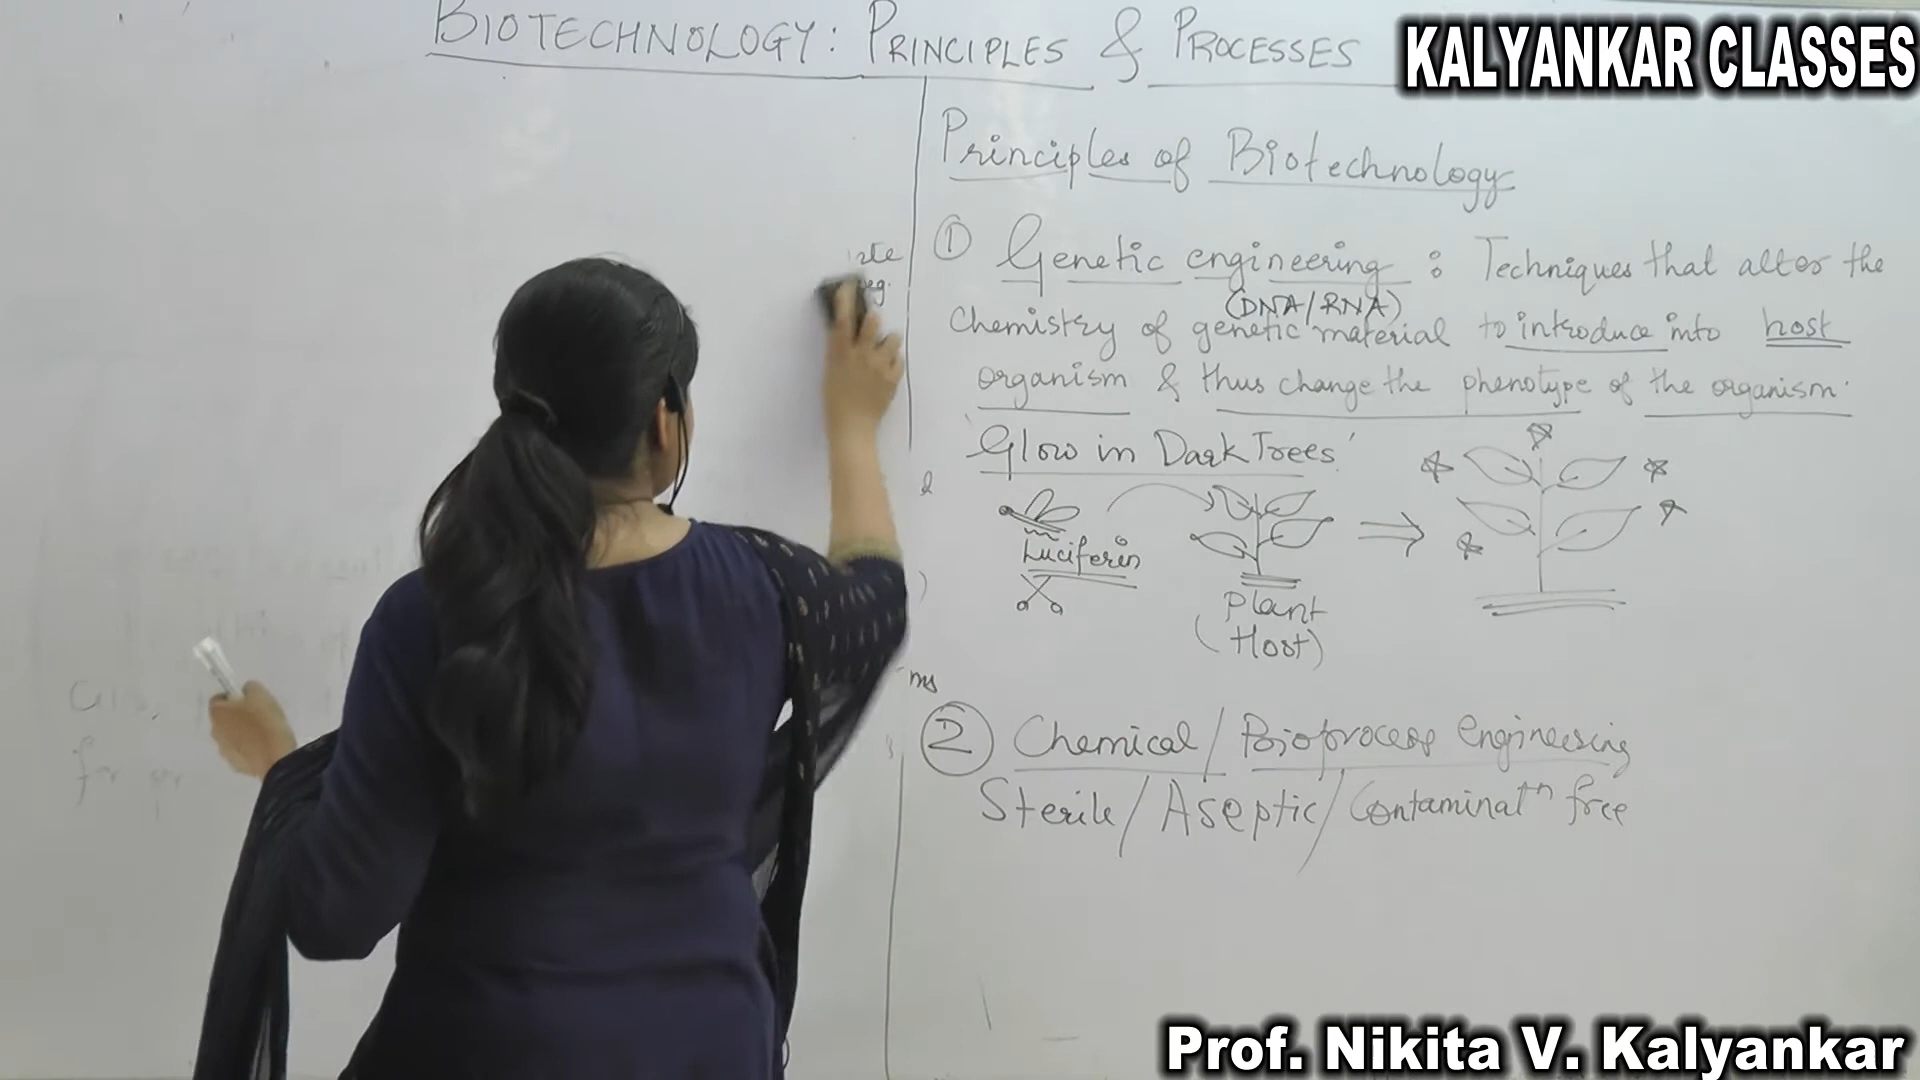 BIOTECHNOLOGY: PRINCIPLES & PROCESSES
KALYANKAR CLASSES
Principles of Biotechnology
① Genetic engineering : Techniques that alter the
(DNA/RNA)
Chemistry of genetic material to introduce into host
organism & thus change the phenotype of the organism.
'Glow in Dark Trees'
Luciferin
Plant
(Host)
ms
② Chemical / Bioprocess engineering
Sterile / Aseptic / Contaminatⁿ free
for
Prof. Nikita V. Kalyankar